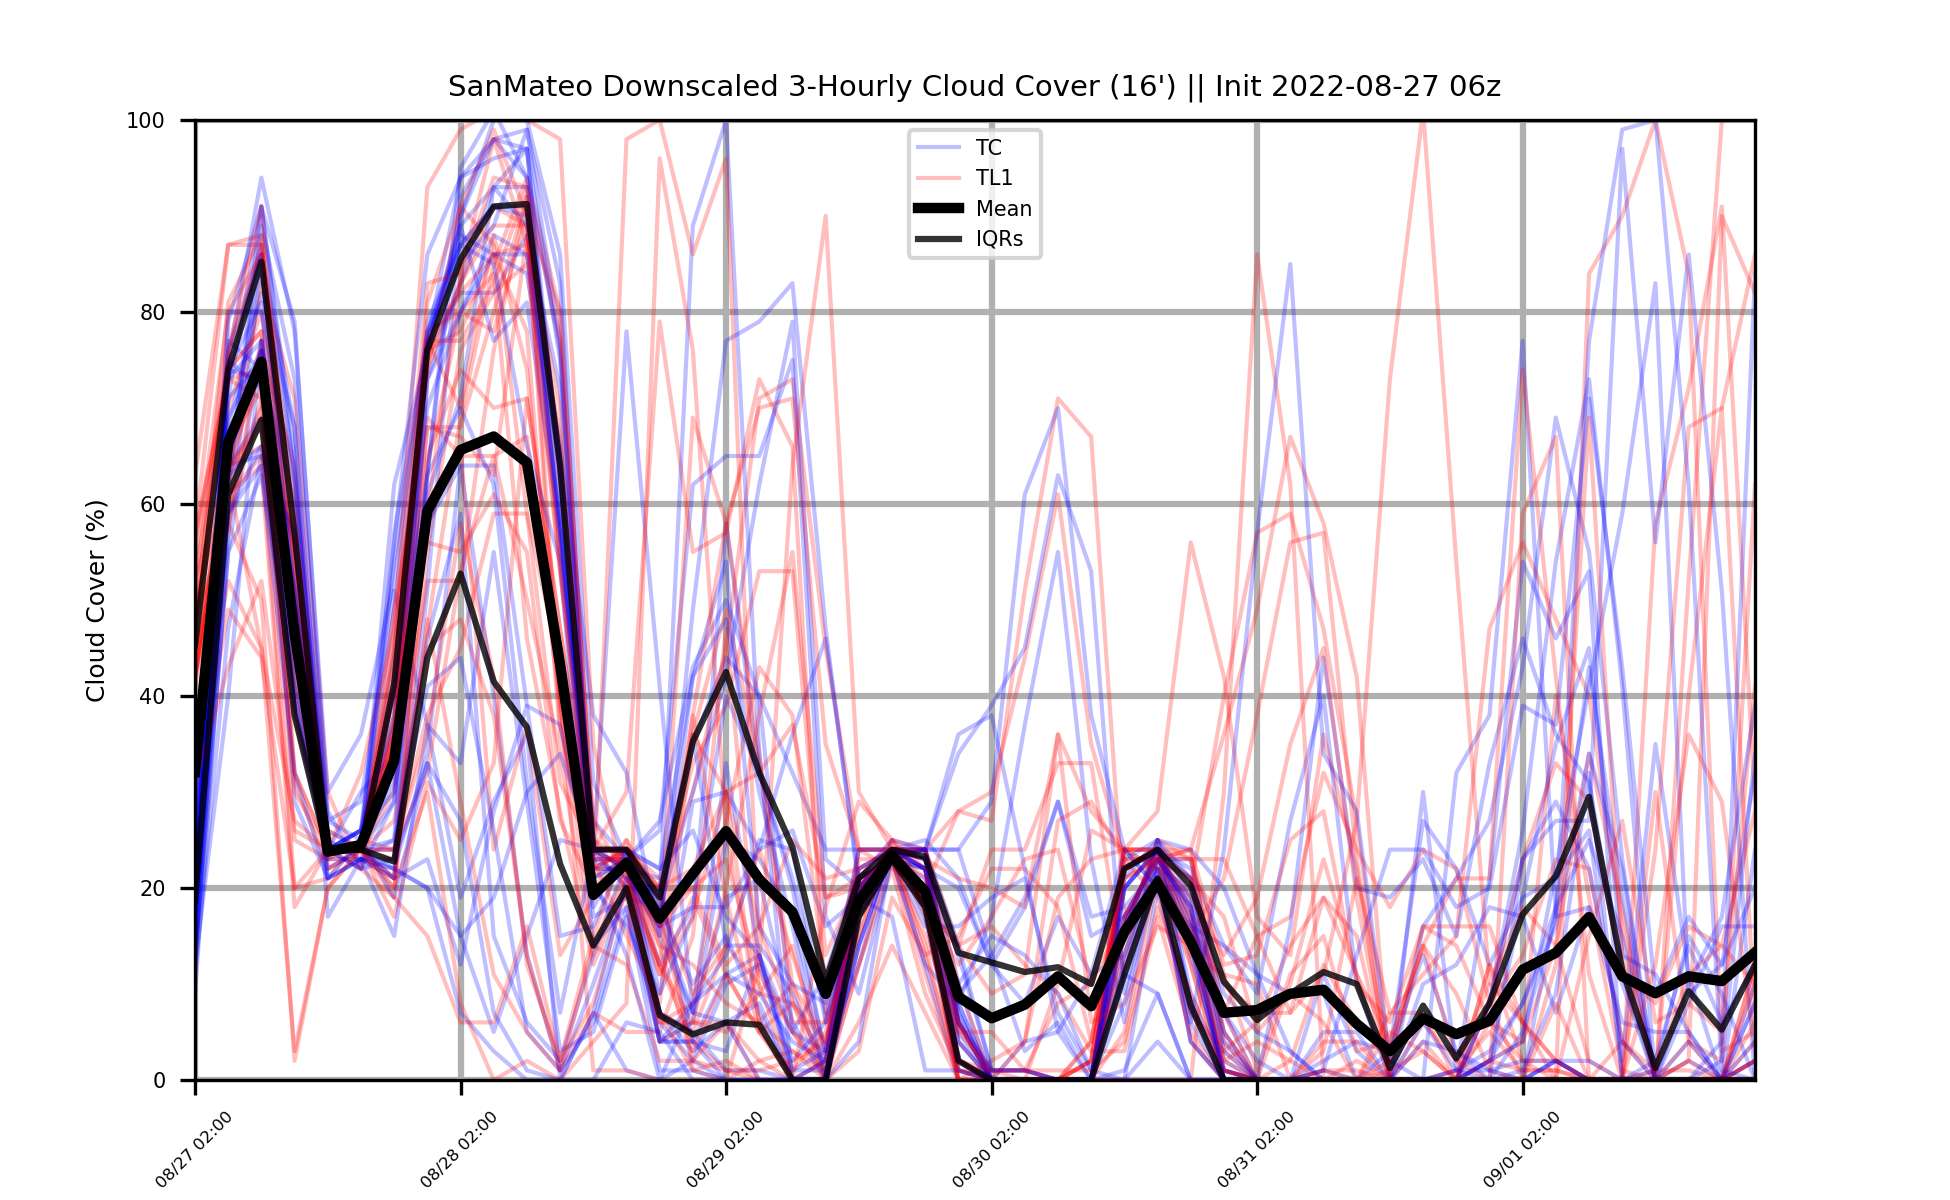 SanMateo Downscaled 3-Hourly Cloud Cover (16') || Init 2022-08-27 06z
Cloud Cover (%)
100
80
60
40
20
0
TC
TL1
Mean
IQRs
08/27 02:00
08/28 02:00
08/29 02:00
08/30 02:00
08/31 02:00
09/01 02:00